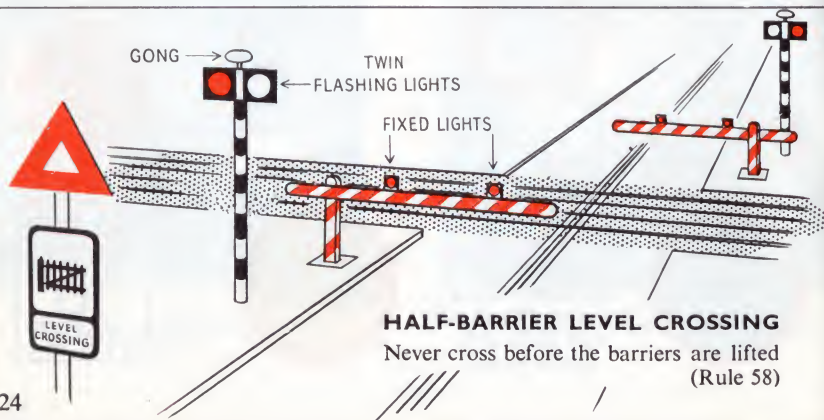 GONG
TWIN
FLASHING LIGHTS
FIXED LIGHTS
LEVEL
CROSSING
HALF-BARRIER LEVEL CROSSING
Never cross before the barriers are lifted
(Rule 58)
24